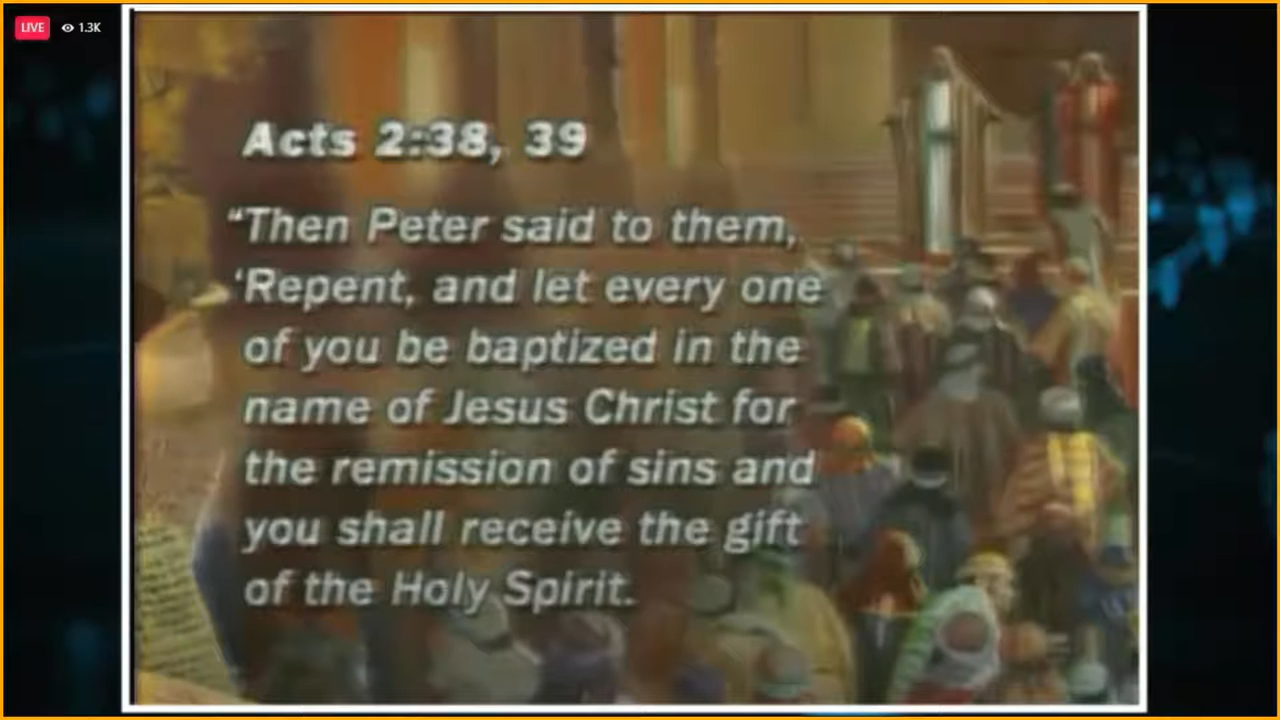 LIVE 1.3K
Acts 2:38, 39
“Then Peter said to them,
‘Repent, and let every one
of you be baptized in the
name of Jesus Christ for
the remission of sins and
you shall receive the gift
of the Holy Spirit.